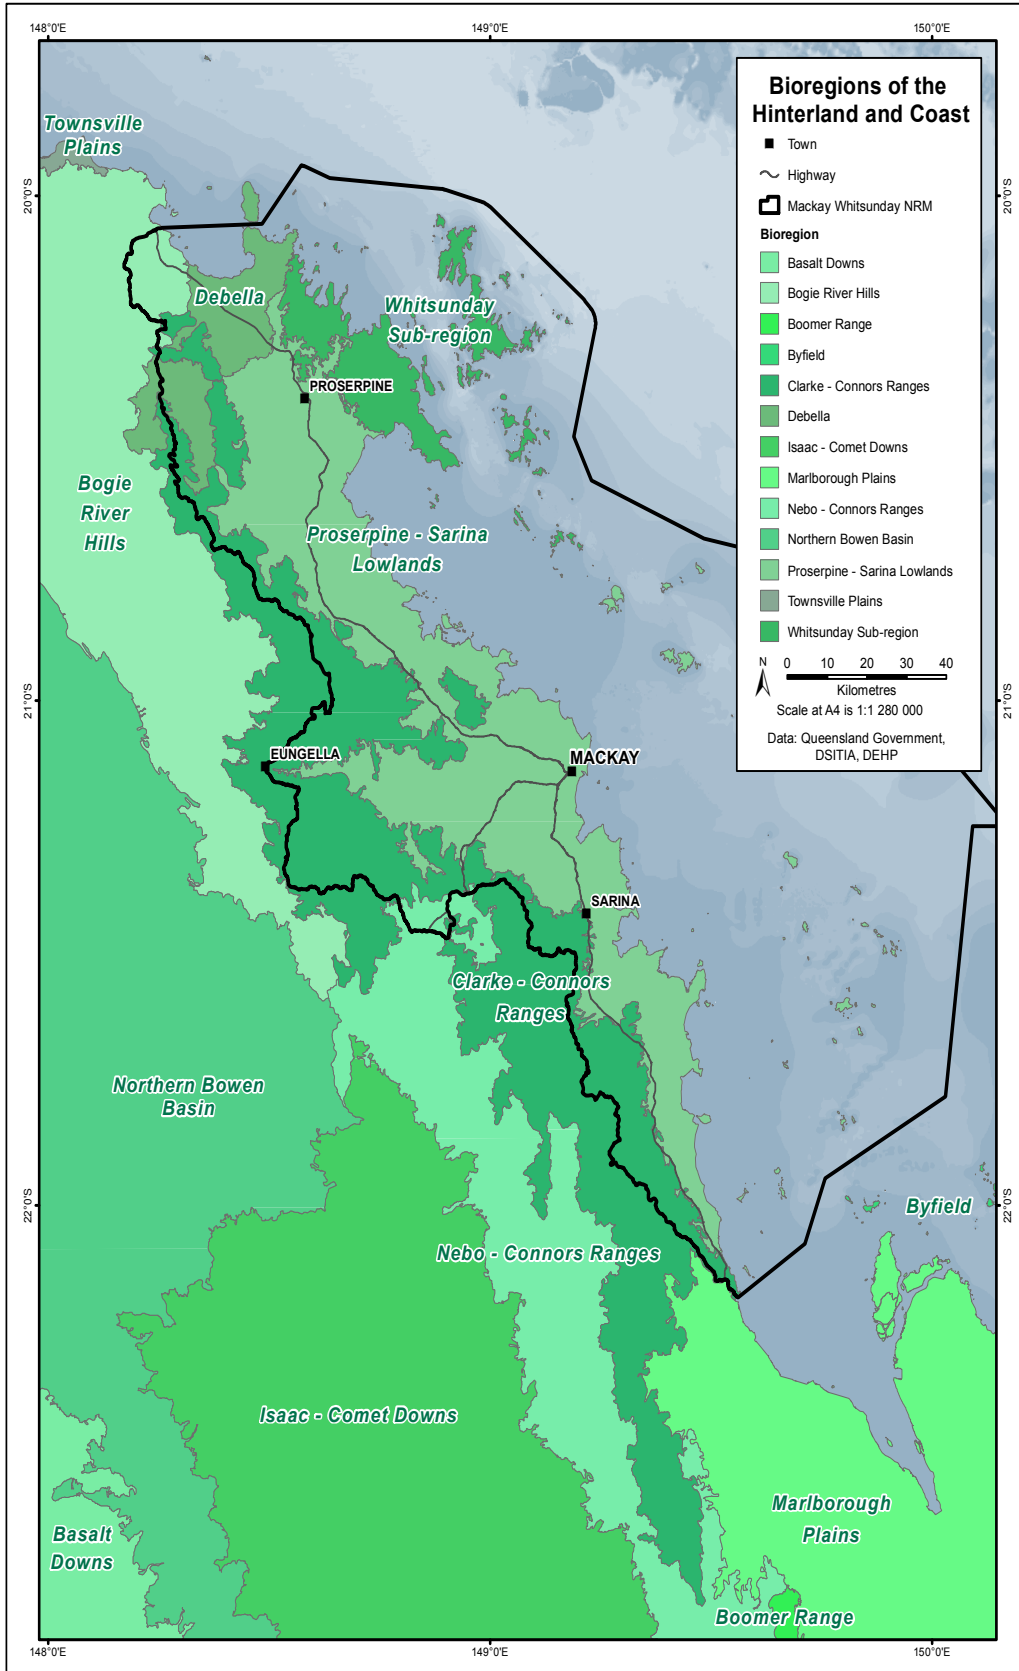 148°0'E
149°0'E
150°0'E
Bioregions of the
Hinterland and Coast
Town
Highway
Mackay Whitsunday NRM
Bioregion
Basalt Downs
Bogie River Hills
Boomer Range
Byfield
Clarke - Connors Ranges
Debella
Isaac - Comet Downs
Marlborough Plains
Nebo - Connors Ranges
Northern Bowen Basin
Proserpine - Sarina Lowlands
Townsville Plains
Whitsunday Sub-region
N
0 10 20 30 40
Kilometres
Scale at A4 is 1:1 280 000
Data: Queensland Government,
DSITIA, DEHP
Townsville
Plains
20°0'S
20°0'S
Debella
Whitsunday
Sub-region
PROSERPINE
Bogie
River
Hills
Proserpine - Sarina
Lowlands
21°0'S
21°0'S
EUNGELLA
MACKAY
SARINA
Clarke - Connors
Ranges
Northern Bowen
Basin
22°0'S
22°0'S
Byfield
Nebo - Connors Ranges
Isaac - Comet Downs
Marlborough
Plains
Basalt
Downs
Boomer Range
148°0'E
149°0'E
150°0'E